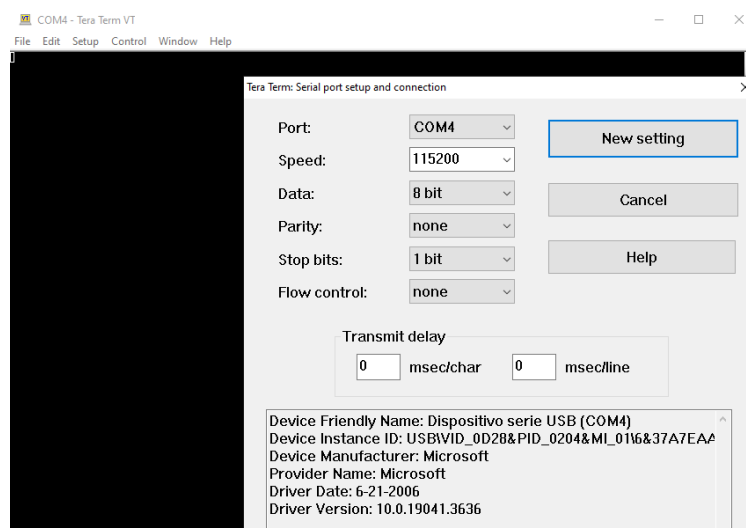 COM4 - Tera Term VT
File Edit Setup Control Window Help
Tera Term: Serial port setup and connection
Port: COM4
New setting
Speed: 115200
Data: 8 bit
Cancel
Parity: none
Stop bits: 1 bit
Help
Flow control: none
Transmit delay
0 msec/char 0 msec/line
Device Friendly Name: Dispositivo serie USB (COM4)
Device Instance ID: USB\VID_0D28&PID_0204&MI_01\6&37A7EAA
Device Manufacturer: Microsoft
Provider Name: Microsoft
Driver Date: 6-21-2006
Driver Version: 10.0.19041.3636